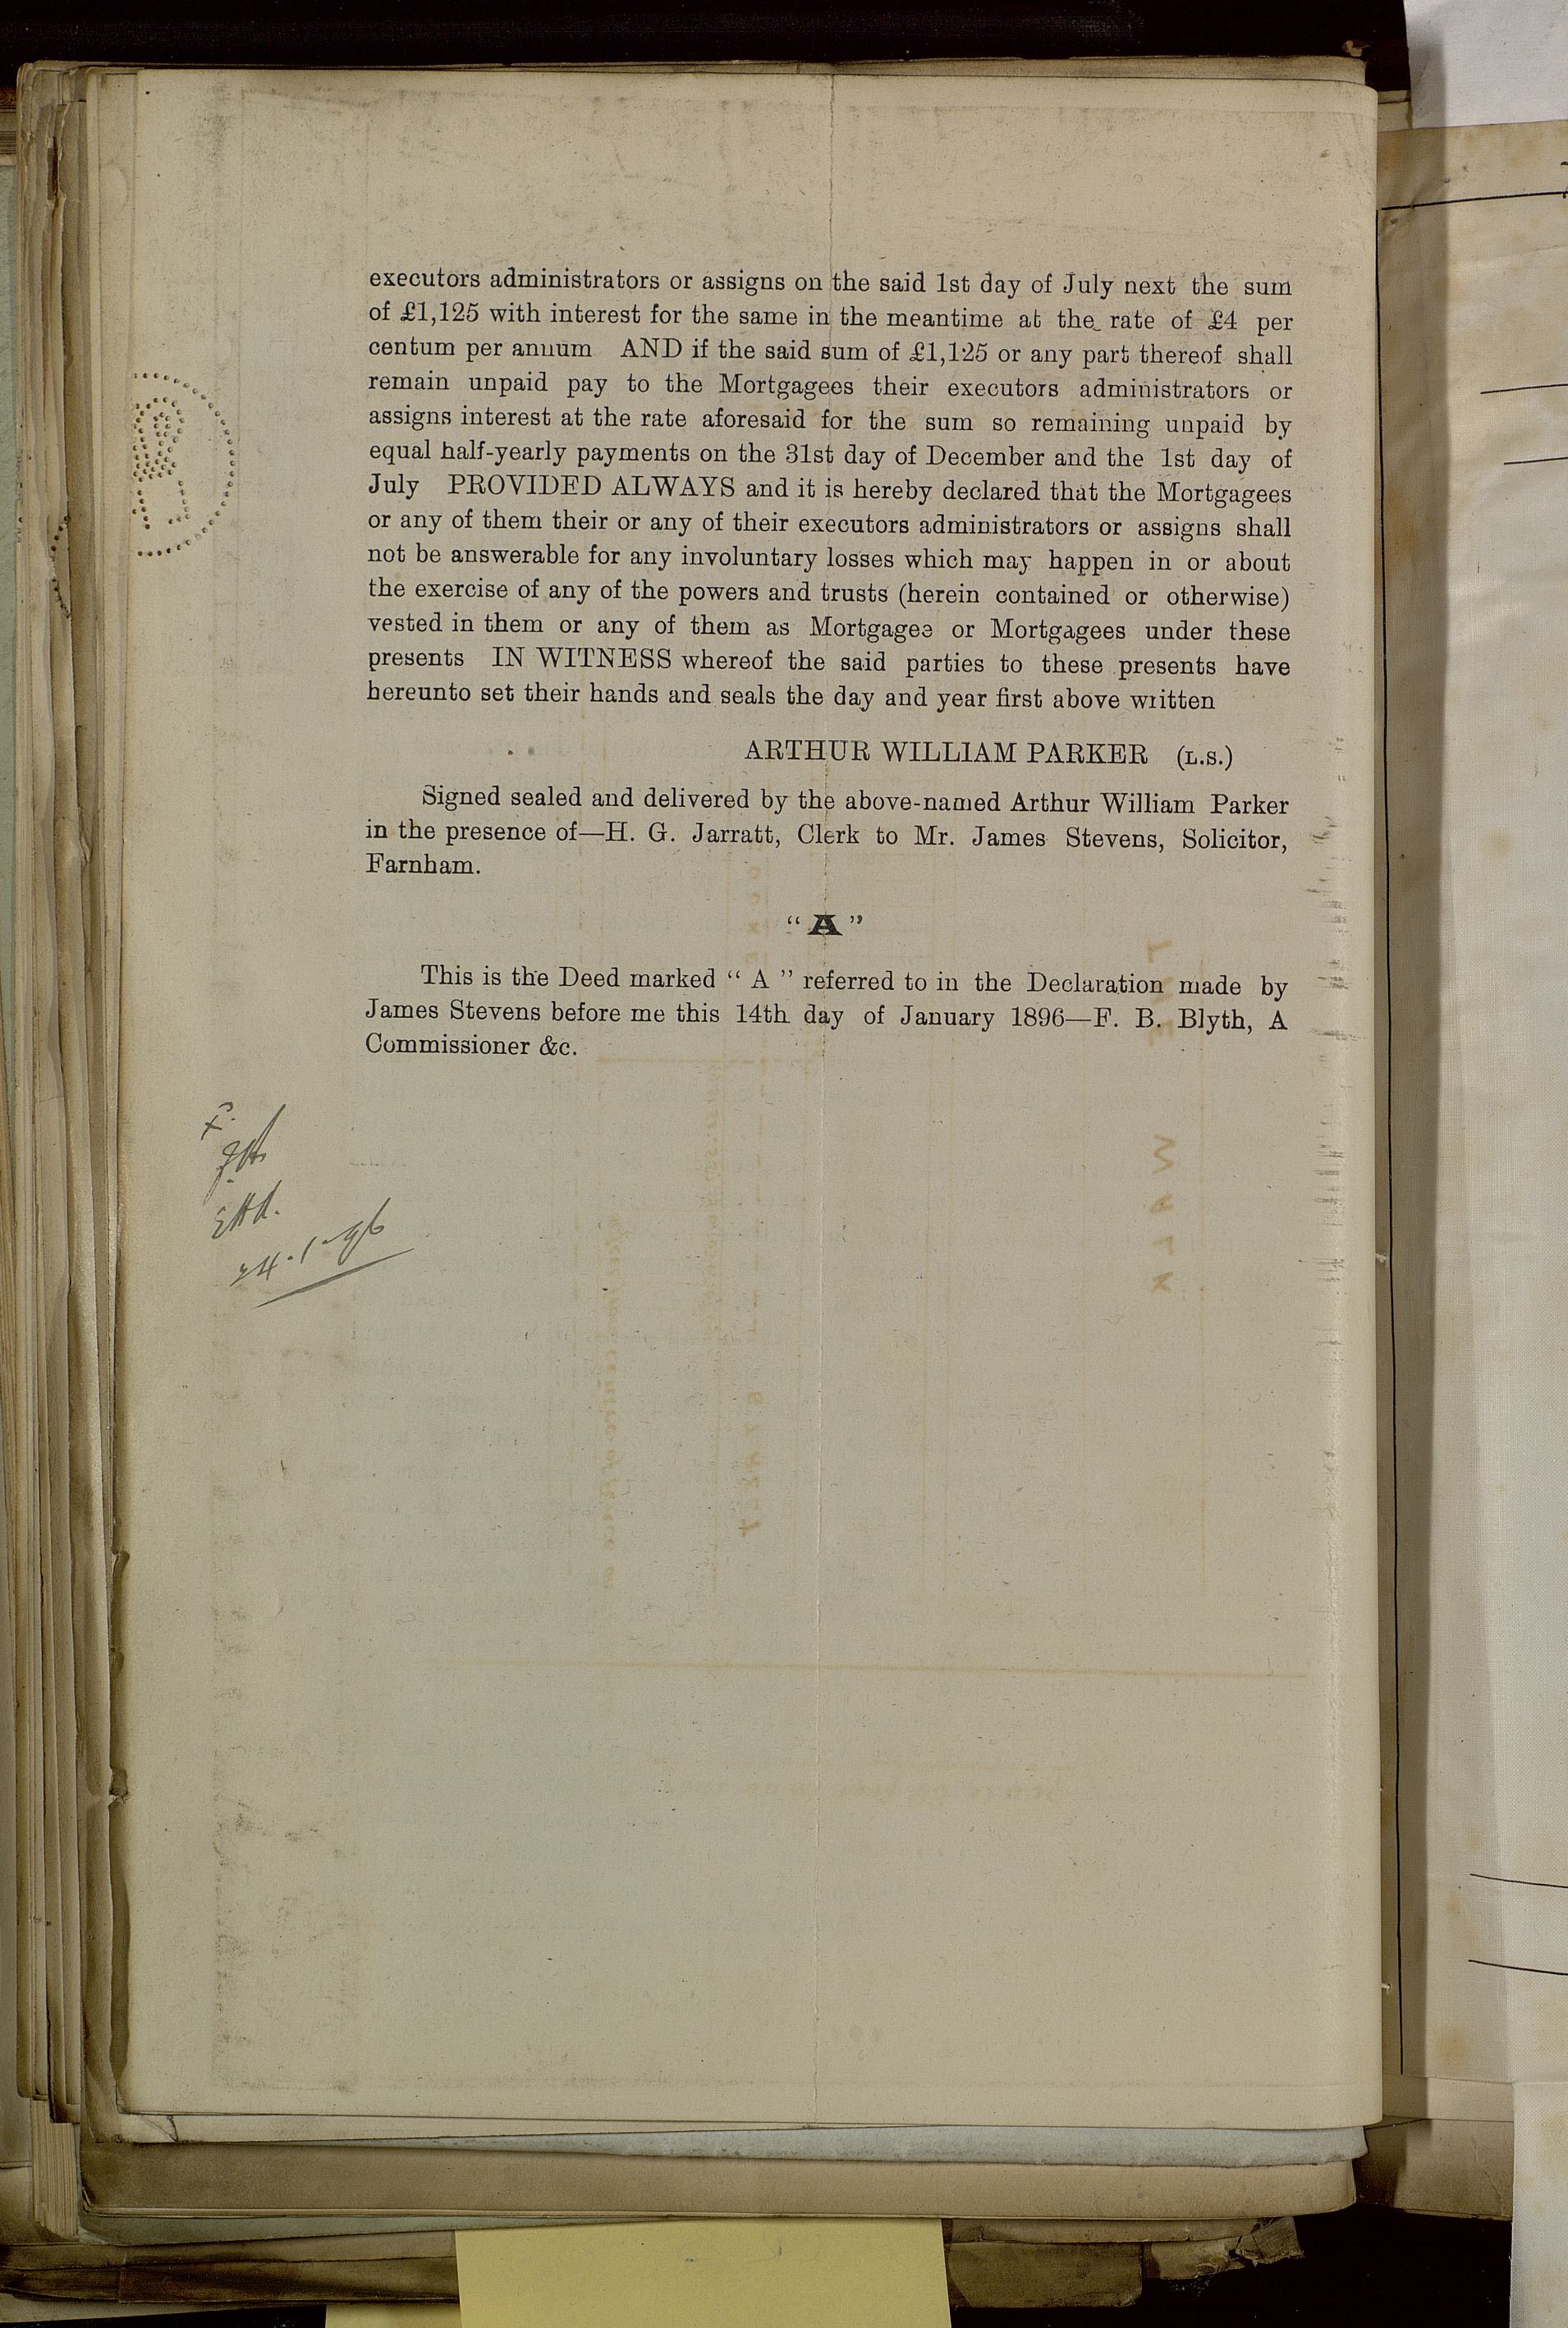 executors administrators or assigns on the said 1st day of July next the sum
of £1,125 with interest for the same in the meantime at the rate of £4 per
centum per annum AND if the said sum of £1,125 or any part thereof shall
remain unpaid pay to the Mortgagees their executors administrators or
assigns interest at the rate aforesaid for the sum so remaining unpaid by
equal half-yearly payments on the 31st day of December and the 1st day of
July PROVIDED ALWAYS and it is hereby declared that the Mortgagees
or any of them their or any of their executors administrators or assigns shall
not be answerable for any involuntary losses which may happen in or about
the exercise of any of the powers and trusts (herein contained or otherwise)
vested in them or any of them as Mortgagee or Mortgagees under these
presents IN WITNESS whereof the said parties to these presents have
hereunto set their hands and seals the day and year first above written
ARTHUR WILLIAM PARKER (L.S.)
Signed sealed and delivered by the above-named Arthur William Parker
in the presence of—H. G. Jarratt, Clerk to Mr. James Stevens, Solicitor,
Farnham.
“A”
This is the Deed marked “ A ” referred to in the Declaration made by
James Stevens before me this 14th day of January 1896—F. B. Blyth, A
Commissioner &c.
24.1.96